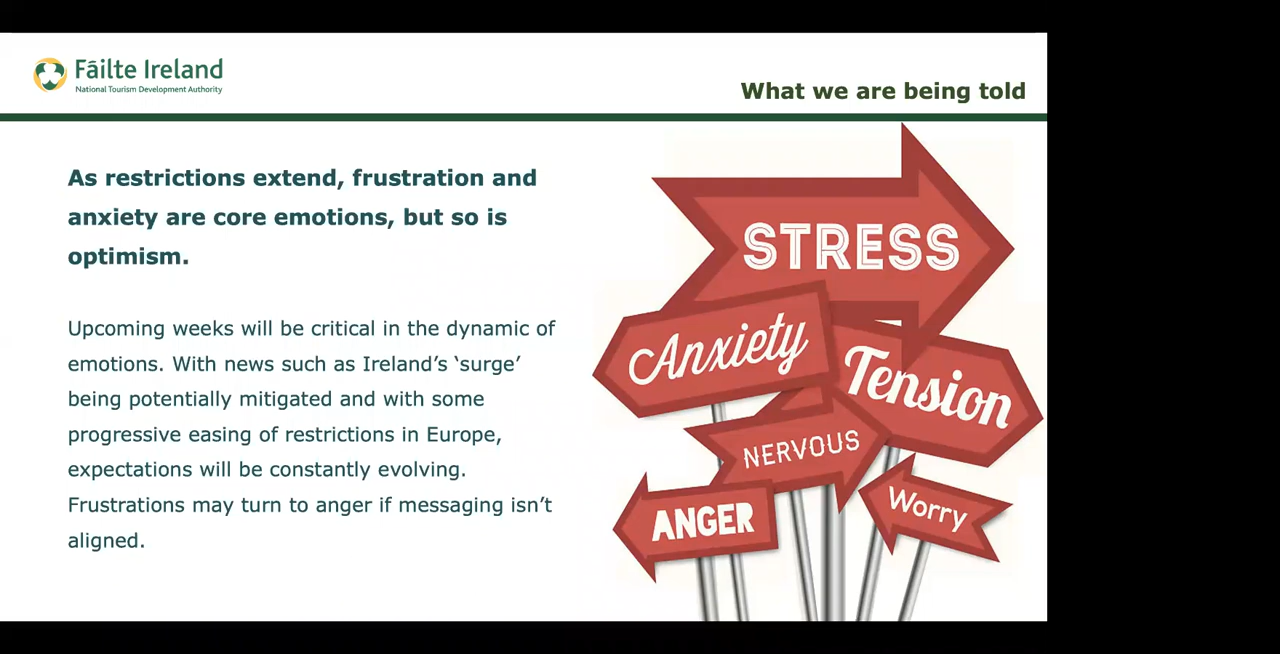 Fáilte Ireland
National Tourism Development Authority
What we are being told
As restrictions extend, frustration and
anxiety are core emotions, but so is
optimism.
Upcoming weeks will be critical in the dynamic of
emotions. With news such as Ireland’s ‘surge’
being potentially mitigated and with some
progressive easing of restrictions in Europe,
expectations will be constantly evolving.
Frustrations may turn to anger if messaging isn’t
aligned.
STRESS
Anxiety
Tension
NERVOUS
ANGER
Worry